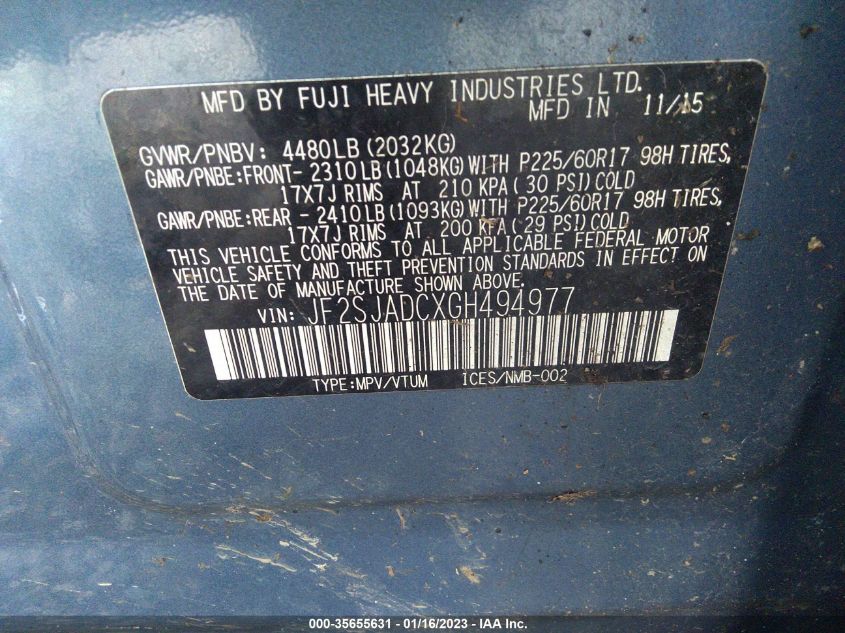 MFD BY FUJI HEAVY INDUSTRIES LTD.
MFD IN 11/15
GVWR/PNBV: 4480LB (2032KG)
GAWR/PNBE:FRONT- 2310 LB (1048KG) WITH P225/60R17 98H TIRES,
17X7J RIMS AT 210 KPA ( 30 PSI) COLD
GAWR/PNBE:REAR - 2410 LB (1093KG) WITH P225/60R17 98H TIRES,
17X7J RIMS AT 200 KPA ( 29 PSI) COLD
THIS VEHICLE CONFORMS TO ALL APPLICABLE FEDERAL MOTOR
VEHICLE SAFETY AND THEFT PREVENTION STANDARDS IN EFFECT ON
THE DATE OF MANUFACTURE SHOWN ABOVE.
VIN: JF2SJADCXGH494977
TYPE:MPV/VTUM ICES/NMB-002
000-35655631 - 01/16/2023 - IAA Inc.